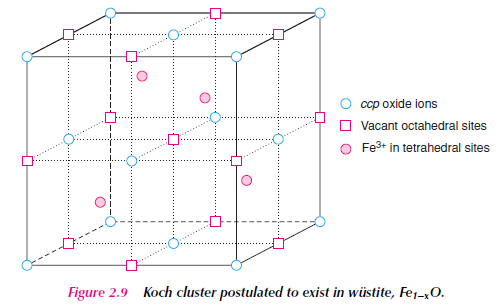 ccp oxide ions
Vacant octahedral sites
Fe3+ in tetrahedral sites
Figure 2.9 Koch cluster postulated to exist in wüstite, Fe1–xO.